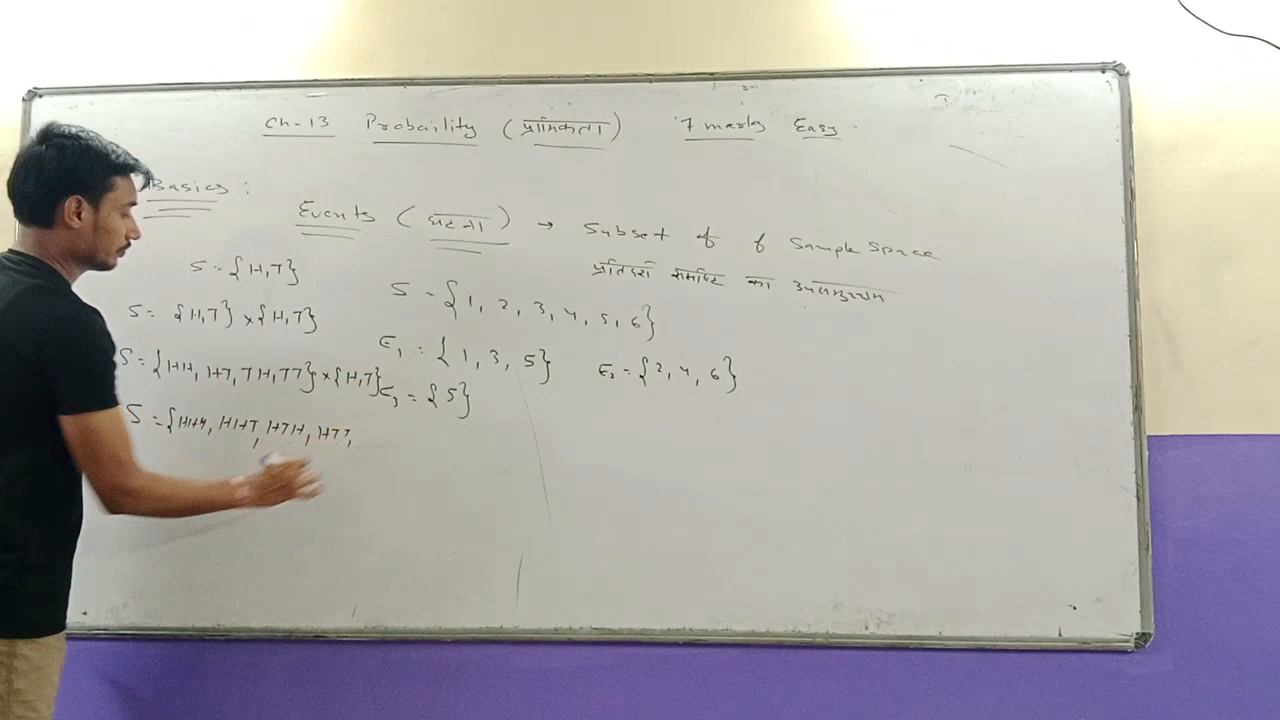 Ch-13 Probaility (प्रायिकता) 7 marks Easy.
Basics :
Events (घटना) → Subset of of Sample Space
प्रतिदर्श समष्टि का उपसमुच्चय
S = {H,T}
S = {H,T} × {H,T}
S = {HH, HT, TH, TT} × {H,T}
S = {HHH, HHT, HTH, HTT,
S = {1, 2, 3, 4, 5, 6}
E₁ = {1, 3, 5} E₂ = {2, 4, 6}
E₃ = {5}